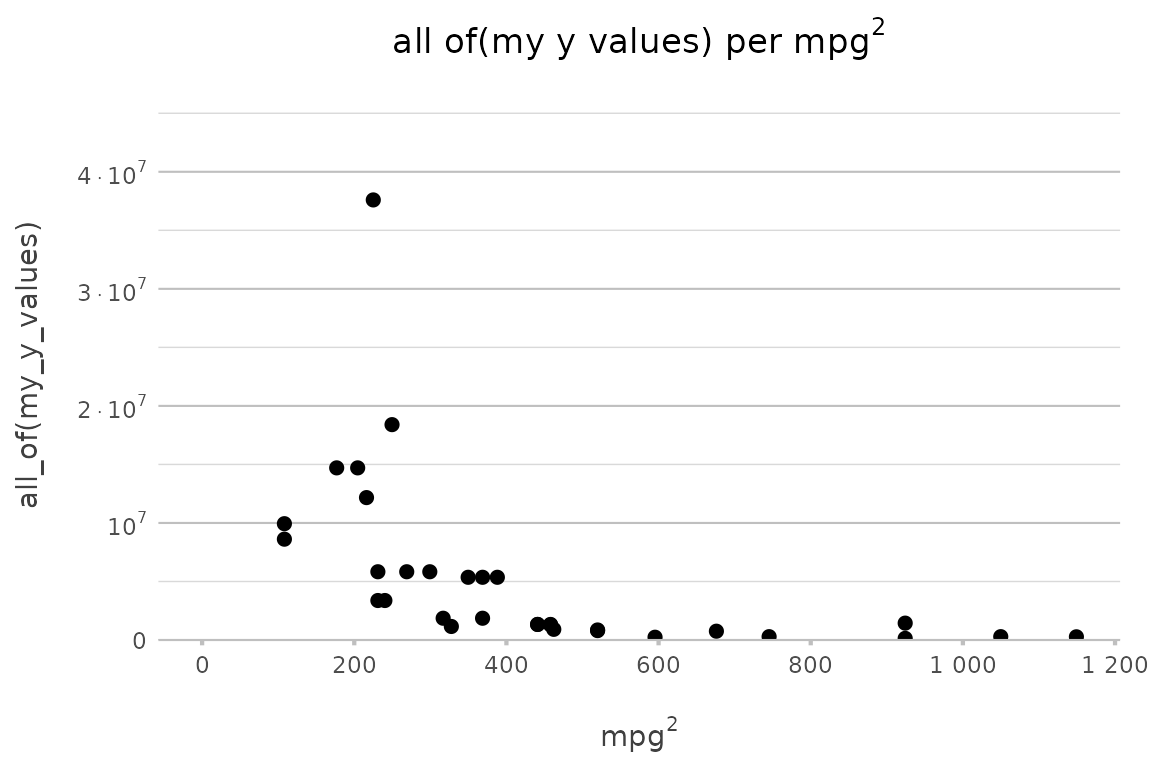 all of(my y values) per mpg²
all_of(my_y_values)
4·10⁷
3·10⁷
2·10⁷
10⁷
0
0 200 400 600 800 1 000 1 200
mpg²